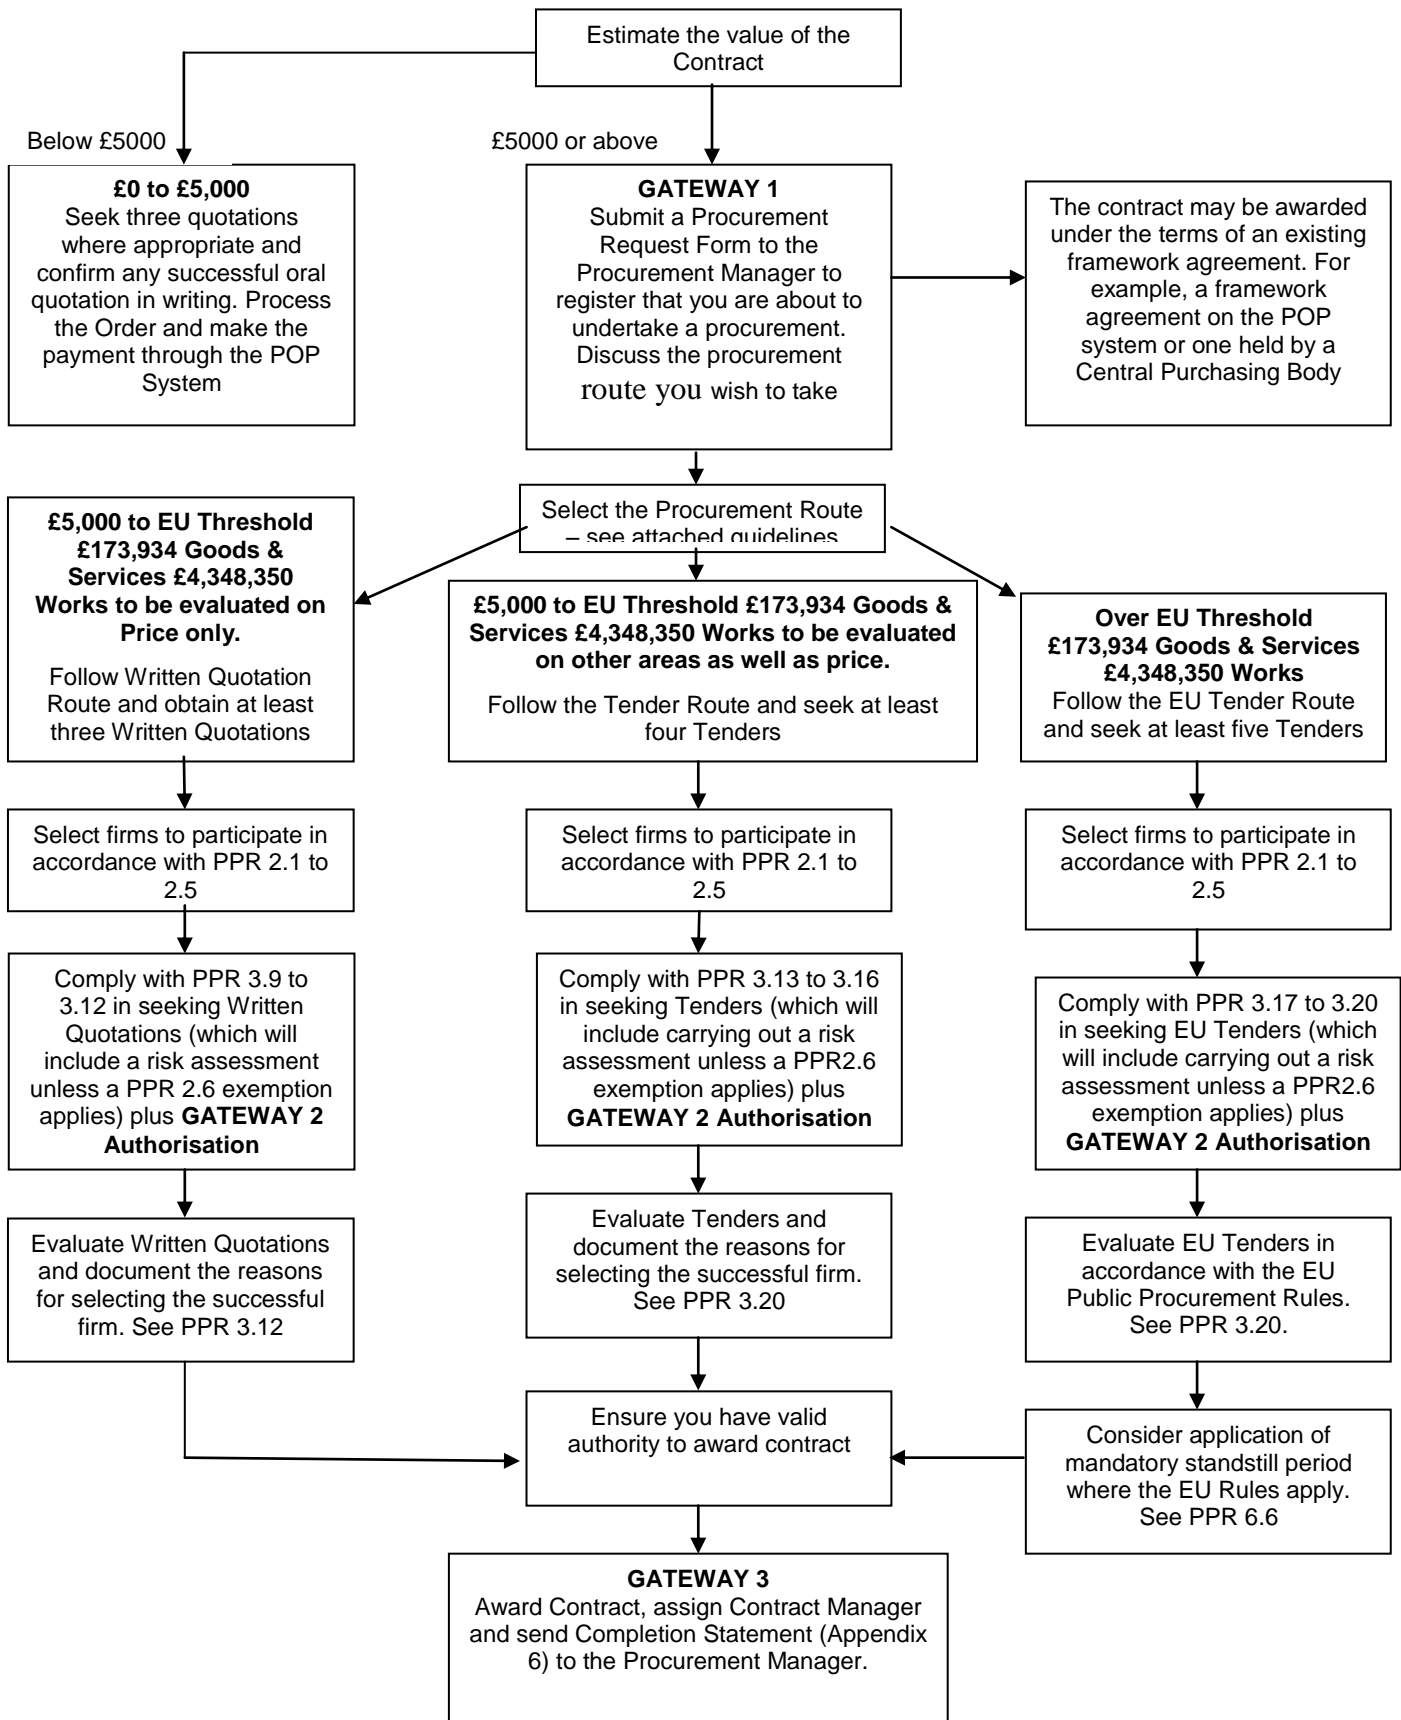 Estimate the value of the
Contract
Below £5000
£5000 or above
£0 to £5,000
Seek three quotations
where appropriate and
confirm any successful oral
quotation in writing. Process
the Order and make the
payment through the POP
System
GATEWAY 1
Submit a Procurement
Request Form to the
Procurement Manager to
register that you are about to
undertake a procurement.
Discuss the procurement
route you wish to take
The contract may be awarded
under the terms of an existing
framework agreement. For
example, a framework
agreement on the POP
system or one held by a
Central Purchasing Body
Select the Procurement Route
– see attached guidelines
£5,000 to EU Threshold
£173,934 Goods &
Services £4,348,350
Works to be evaluated on
Price only.
Follow Written Quotation
Route and obtain at least
three Written Quotations
£5,000 to EU Threshold £173,934 Goods &
Services £4,348,350 Works to be evaluated
on other areas as well as price.
Follow the Tender Route and seek at least
four Tenders
Over EU Threshold
£173,934 Goods & Services
£4,348,350 Works
Follow the EU Tender Route
and seek at least five Tenders
Select firms to participate in
accordance with PPR 2.1 to
2.5
Select firms to participate in
accordance with PPR 2.1 to
2.5
Select firms to participate in
accordance with PPR 2.1 to
2.5
Comply with PPR 3.9 to
3.12 in seeking Written
Quotations (which will
include a risk assessment
unless a PPR 2.6 exemption
applies) plus GATEWAY 2
Authorisation
Comply with PPR 3.13 to 3.16
in seeking Tenders (which will
include carrying out a risk
assessment unless a PPR2.6
exemption applies) plus
GATEWAY 2 Authorisation
Comply with PPR 3.17 to 3.20
in seeking EU Tenders (which
will include carrying out a risk
assessment unless a PPR2.6
exemption applies) plus
GATEWAY 2 Authorisation
Evaluate Written Quotations
and document the reasons
for selecting the successful
firm. See PPR 3.12
Evaluate Tenders and
document the reasons for
selecting the successful firm.
See PPR 3.20
Evaluate EU Tenders in
accordance with the EU
Public Procurement Rules.
See PPR 3.20.
Ensure you have valid
authority to award contract
Consider application of
mandatory standstill period
where the EU Rules apply.
See PPR 6.6
GATEWAY 3
Award Contract, assign Contract Manager
and send Completion Statement (Appendix
6) to the Procurement Manager.